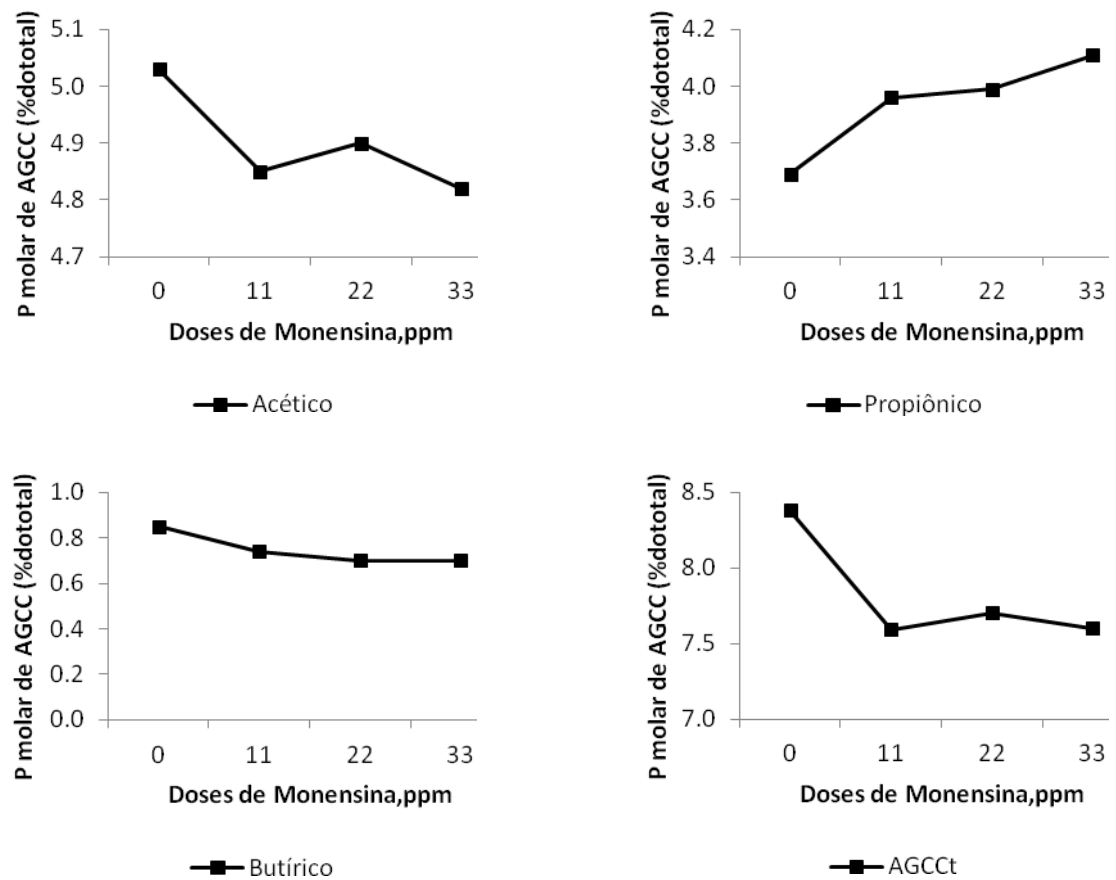 P molar de AGCC (%dototal)
5.1
5.0
4.9
4.8
4.7
0 11 22 33
Doses de Monensina,ppm
Acético
P molar de AGCC (%dototal)
4.2
4.0
3.8
3.6
3.4
0 11 22 33
Doses de Monensina,ppm
Propiônico
P molar de AGCC (%dototal)
1.0
0.8
0.6
0.4
0.2
0.0
0 11 22 33
Doses de Monensina,ppm
Butírico
P molar de AGCC (%dototal)
8.5
8.0
7.5
7.0
0 11 22 33
Doses de Monensina,ppm
AGCCt